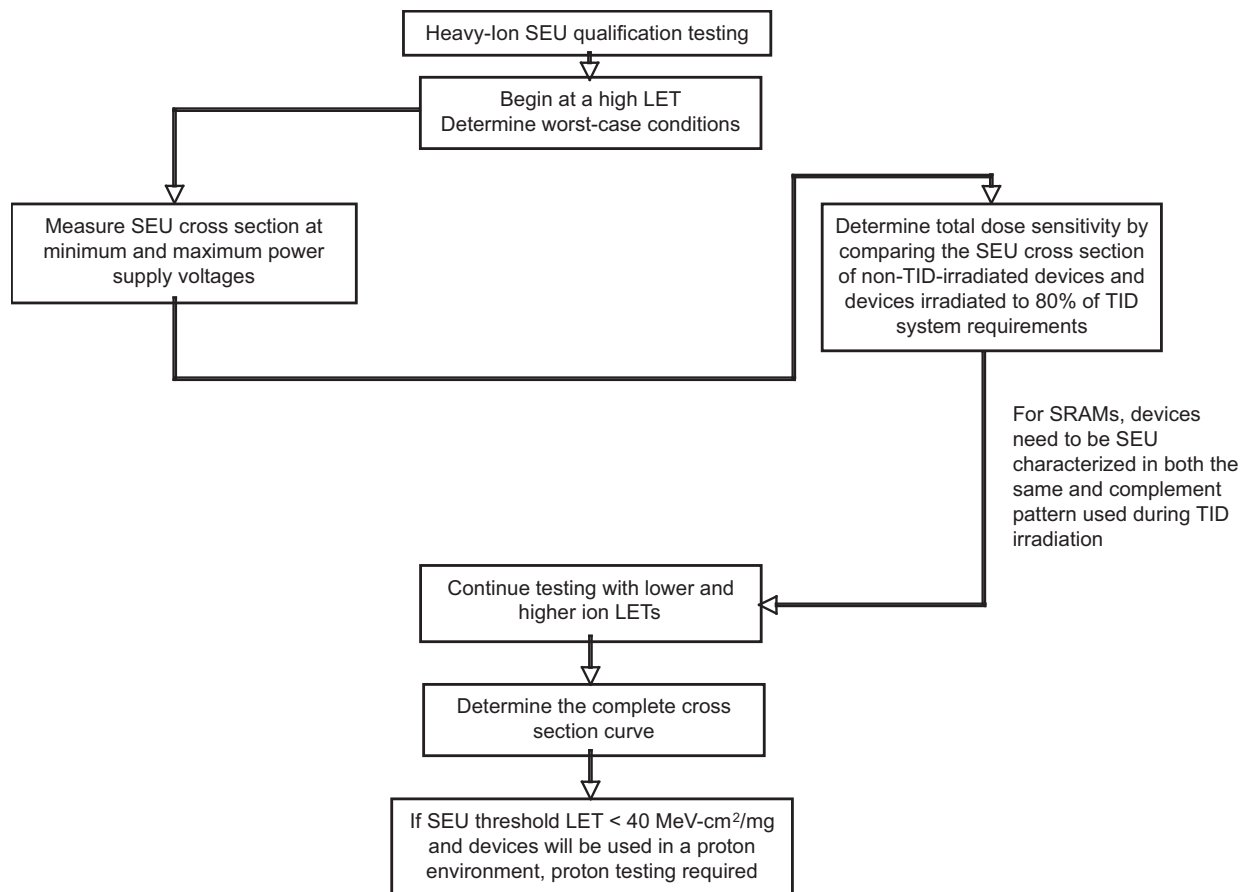 Heavy-Ion SEU qualification testing
Begin at a high LET
Determine worst-case conditions
Measure SEU cross section at
minimum and maximum power
supply voltages
Determine total dose sensitivity by
comparing the SEU cross section
of non-TID-irradiated devices and
devices irradiated to 80% of TID
system requirements
For SRAMs, devices
need to be SEU
characterized in both the
same and complement
pattern used during TID
irradiation
Continue testing with lower and
higher ion LETs
Determine the complete cross
section curve
If SEU threshold LET < 40 MeV-cm²/mg
and devices will be used in a proton
environment, proton testing required